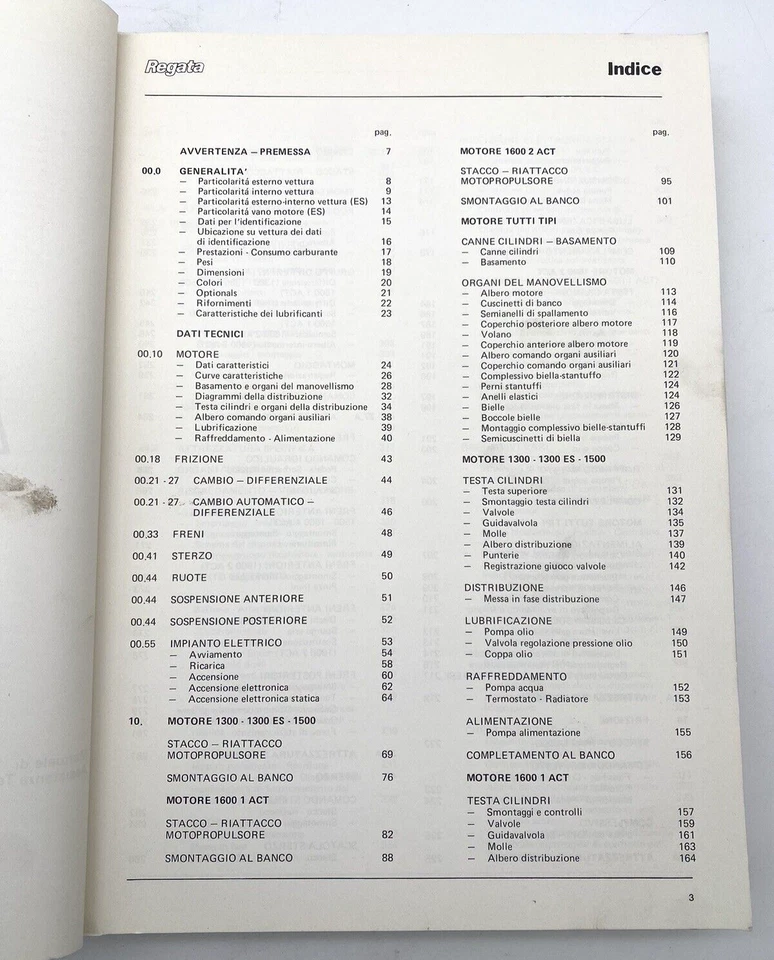 Regata
Indice
pag.
AVVERTENZA – PREMESSA 7
00.0 GENERALITA'
– Particolaritá esterno vettura 8
– Particolaritá interno vettura 9
– Particolaritá esterno-interno vettura (ES) 13
– Particolaritá vano motore (ES) 14
– Dati per l'identificazione 15
– Ubicazione su vettura dei dati
di identificazione 16
– Prestazioni - Consumo carburante 17
– Pesi 18
– Dimensioni 19
– Colori 20
– Optionals 21
– Rifornimenti 22
– Caratteristiche dei lubrificanti 23
DATI TECNICI
00.10 MOTORE
– Dati caratteristici 24
– Curve caratteristiche 26
– Basamento e organi del manovellismo 28
– Diagrammi della distribuzione 32
– Testa cilindri e organi della distribuzione 34
– Albero comando organi ausiliari 38
– Lubrificazione 39
– Raffreddamento - Alimentazione 40
00.18 FRIZIONE 43
00.21 - 27 CAMBIO – DIFFERENZIALE 44
00.21 - 27 CAMBIO AUTOMATICO –
DIFFERENZIALE 46
00.33 FRENI 48
00.41 STERZO 49
00.44 RUOTE 50
00.44 SOSPENSIONE ANTERIORE 51
00.44 SOSPENSIONE POSTERIORE 52
00.55 IMPIANTO ELETTRICO 53
– Avviamento 54
– Ricarica 58
– Accensione 60
– Accensione elettronica 62
– Accensione elettronica statica 64
10. MOTORE 1300 - 1300 ES - 1500
STACCO – RIATTACCO
MOTOPROPULSORE 69
SMONTAGGIO AL BANCO 76
MOTORE 1600 1 ACT
STACCO – RIATTACCO
MOTOPROPULSORE 82
SMONTAGGIO AL BANCO 88
pag.
MOTORE 1600 2 ACT
STACCO – RIATTACCO
MOTOPROPULSORE 95
SMONTAGGIO AL BANCO 101
MOTORE TUTTI TIPI
CANNE CILINDRI – BASAMENTO
– Canne cilindri 109
– Basamento 110
ORGANI DEL MANOVELLISMO
– Albero motore 113
– Cuscinetti di banco 114
– Semianelli di spallamento 116
– Coperchio posteriore albero motore 117
– Volano 118
– Coperchio anteriore albero motore 119
– Albero comando organi ausiliari 120
– Coperchio comando organi ausiliari 121
– Complessivo biella-stantuffo 122
– Perni stantuffi 124
– Anelli elastici 124
– Bielle 126
– Boccole bielle 127
– Montaggio complessivo bielle-stantuffi 128
– Semicuscinetti di biella 129
MOTORE 1300 - 1300 ES - 1500
TESTA CILINDRI
– Testa superiore 131
– Smontaggio testa cilindri 132
– Valvole 134
– Guidavalvola 135
– Molle 137
– Albero distribuzione 139
– Punterie 140
– Registrazione giuoco valvole 142
DISTRIBUZIONE 146
– Messa in fase distribuzione 147
LUBRIFICAZIONE
– Pompa olio 149
– Valvola regolazione pressione olio 150
– Coppa olio 151
RAFFREDDAMENTO
– Pompa acqua 152
– Termostato - Radiatore 153
ALIMENTAZIONE
– Pompa alimentazione 155
COMPLETAMENTO AL BANCO 156
MOTORE 1600 1 ACT
TESTA CILINDRI
– Smontaggi e controlli 157
– Valvole 159
– Guidavalvola 161
– Molle 163
– Albero distribuzione 164
3